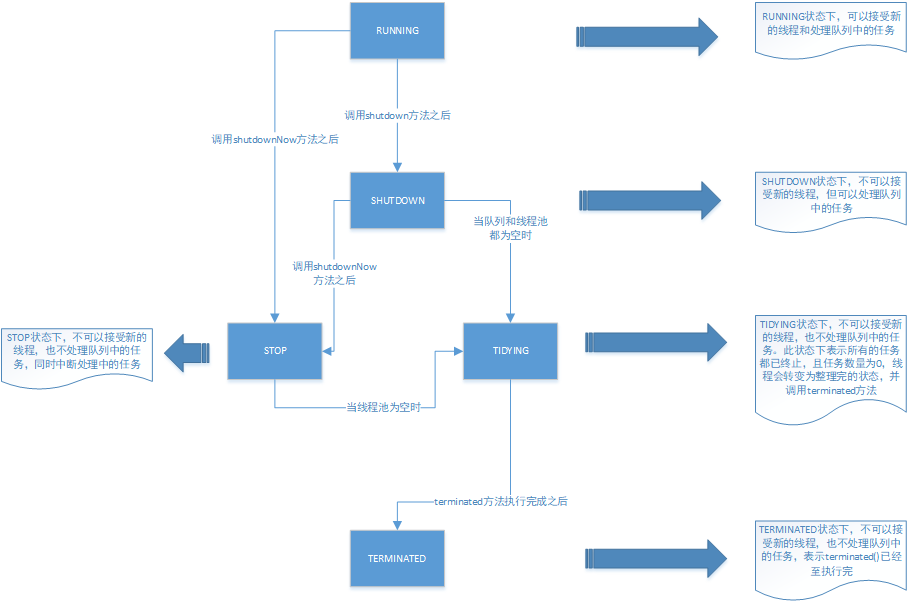 RUNNING
RUNNING状态下，可以接受新
的线程和处理队列中的任务
调用shutdown方法之后
调用shutdownNow方法之后
SHUTDOWN
SHUTDOWN状态下，不可以接
受新的线程，但可以处理队列
中的任务
当队列和线程池
都为空时
调用shutdownNow
方法之后
STOP状态下，不可以接受新的
线程，也不处理队列中的任
务，同时中断处理中的任务
STOP
TIDYING
TIDYING状态下，不可以接受新
的线程，也不处理队列中的任
务。此状态下表示所有的任务
都已终止，且任务数量为0，线
程会转变为整理完的状态，并
调用terminated方法
当线程池为空时
terminated方法执行完成之后
TERMINATED
TERMINATED状态下，不可以
接受新的线程，也不处理队列中
的任务，表示terminated()已经
至执行完